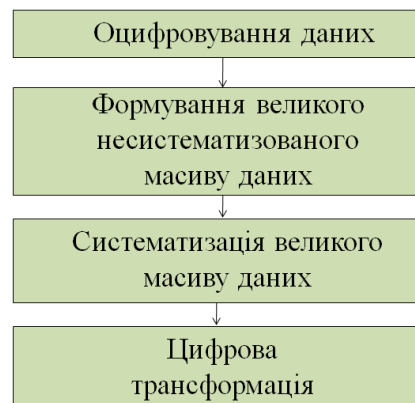 Оцифровування даних
Формування великого
несистематизованого
масиву даних
Систематизація великого
масиву даних
Цифрова
трансформація